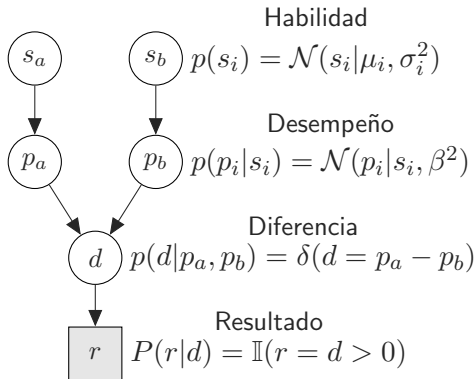 Habilidad
s_a s_b p(s_i) = 𝒩(s_i|μ_i, σ_i^2)
Desempeño
p_a p_b p(p_i|s_i) = 𝒩(p_i|s_i, β^2)
Diferencia
d p(d|p_a, p_b) = δ(d = p_a − p_b)
Resultado
r P(r|d) = 𝕀(r = d > 0)